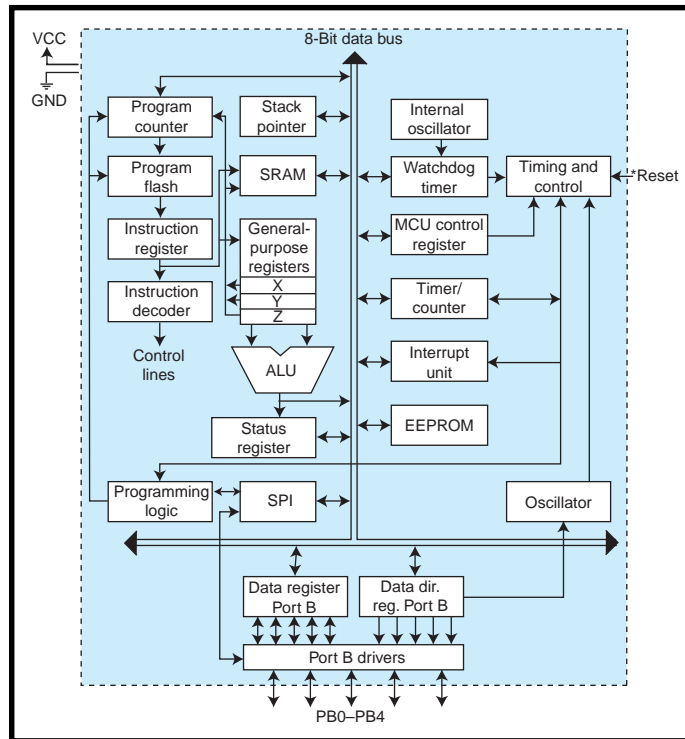 VCC
GND
8-Bit data bus
Program
counter
Stack
pointer
Internal
oscillator
Program
flash
SRAM
Watchdog
timer
Timing and
control
*Reset
Instruction
register
General-
purpose
registers
X
Y
Z
MCU control
register
Instruction
decoder
Timer/
counter
Control
lines
ALU
Interrupt
unit
Status
register
EEPROM
Programming
logic
SPI
Oscillator
Data register
Port B
Data dir.
reg. Port B
Port B drivers
PB0–PB4